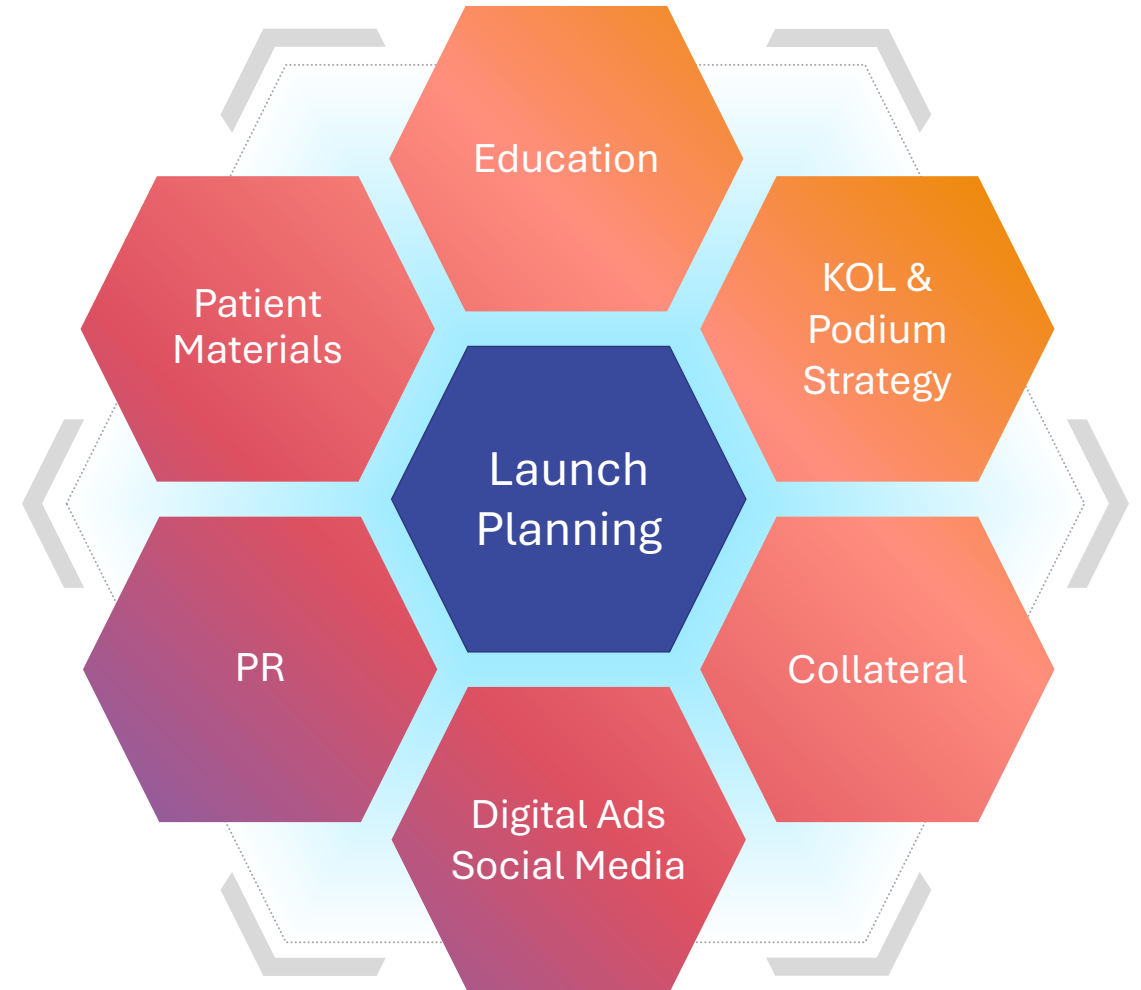 Education
KOL &
Podium
Strategy
Patient
Materials
Launch
Planning
PR
Collateral
Digital Ads
Social Media